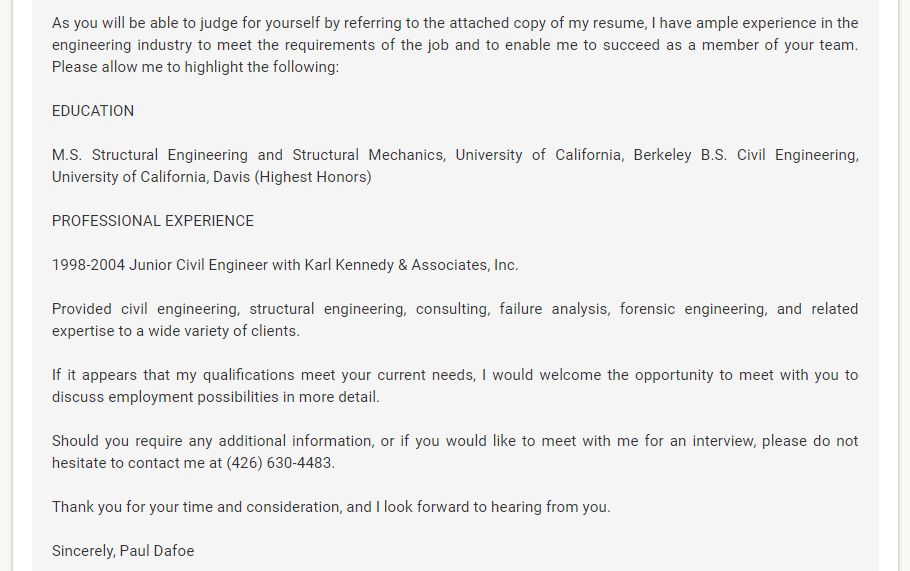 As you will be able to judge for yourself by referring to the attached copy of my resume, I have ample experience in the
engineering industry to meet the requirements of the job and to enable me to succeed as a member of your team.
Please allow me to highlight the following:
EDUCATION
M.S. Structural Engineering and Structural Mechanics, University of California, Berkeley B.S. Civil Engineering,
University of California, Davis (Highest Honors)
PROFESSIONAL EXPERIENCE
1998-2004 Junior Civil Engineer with Karl Kennedy & Associates, Inc.
Provided civil engineering, structural engineering, consulting, failure analysis, forensic engineering, and related
expertise to a wide variety of clients.
If it appears that my qualifications meet your current needs, I would welcome the opportunity to meet with you to
discuss employment possibilities in more detail.
Should you require any additional information, or if you would like to meet with me for an interview, please do not
hesitate to contact me at (426) 630-4483.
Thank you for your time and consideration, and I look forward to hearing from you.
Sincerely, Paul Dafoe